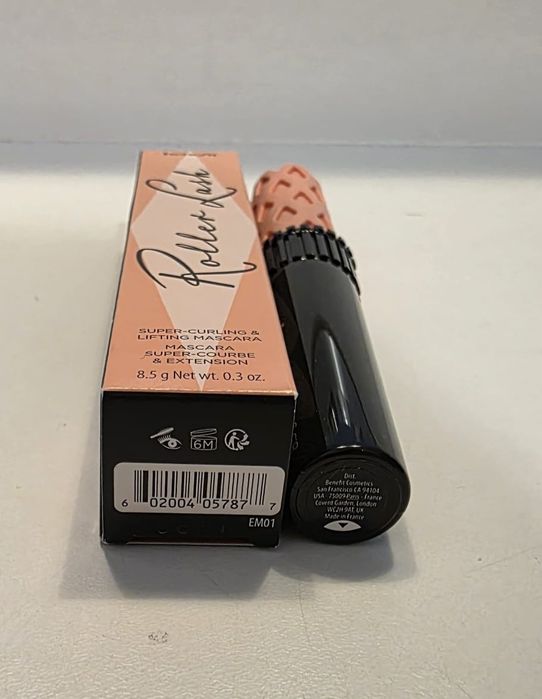 Roller Lash
SUPER-CURLING &
LIFTING MASCARA
MASCARA
SUPER-COURBE
& EXTENSION
8.5 g Net wt. 0.3 oz.
6M
6 02004 05787 7
EM01
Dist.
Benefit Cosmetics
San Francisco CA 94104
USA · 75009 Paris · France
Covent Garden, London
WC2H 9AT, UK
Made in France